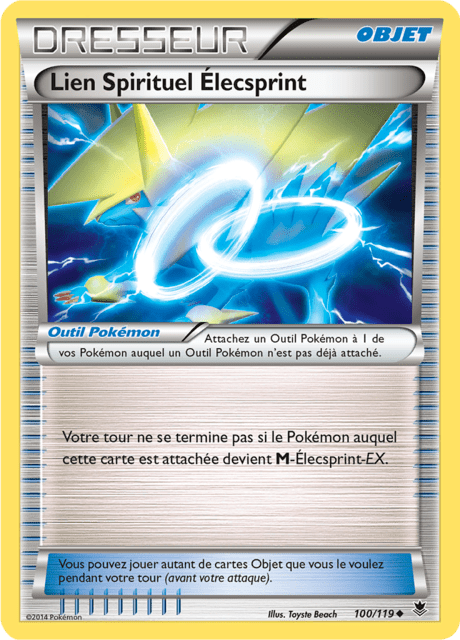 DRESSEUR
OBJET
Lien Spirituel Élecsprint
Outil Pokémon
Attachez un Outil Pokémon à 1 de
vos Pokémon auquel un Outil Pokémon n'est pas déjà attaché.
Votre tour ne se termine pas si le Pokémon auquel
cette carte est attachée devient M-Élecsprint-EX.
Vous pouvez jouer autant de cartes Objet que vous le voulez
pendant votre tour (avant votre attaque).
©2014 Pokémon
Illus. Toyste Beach
100/119